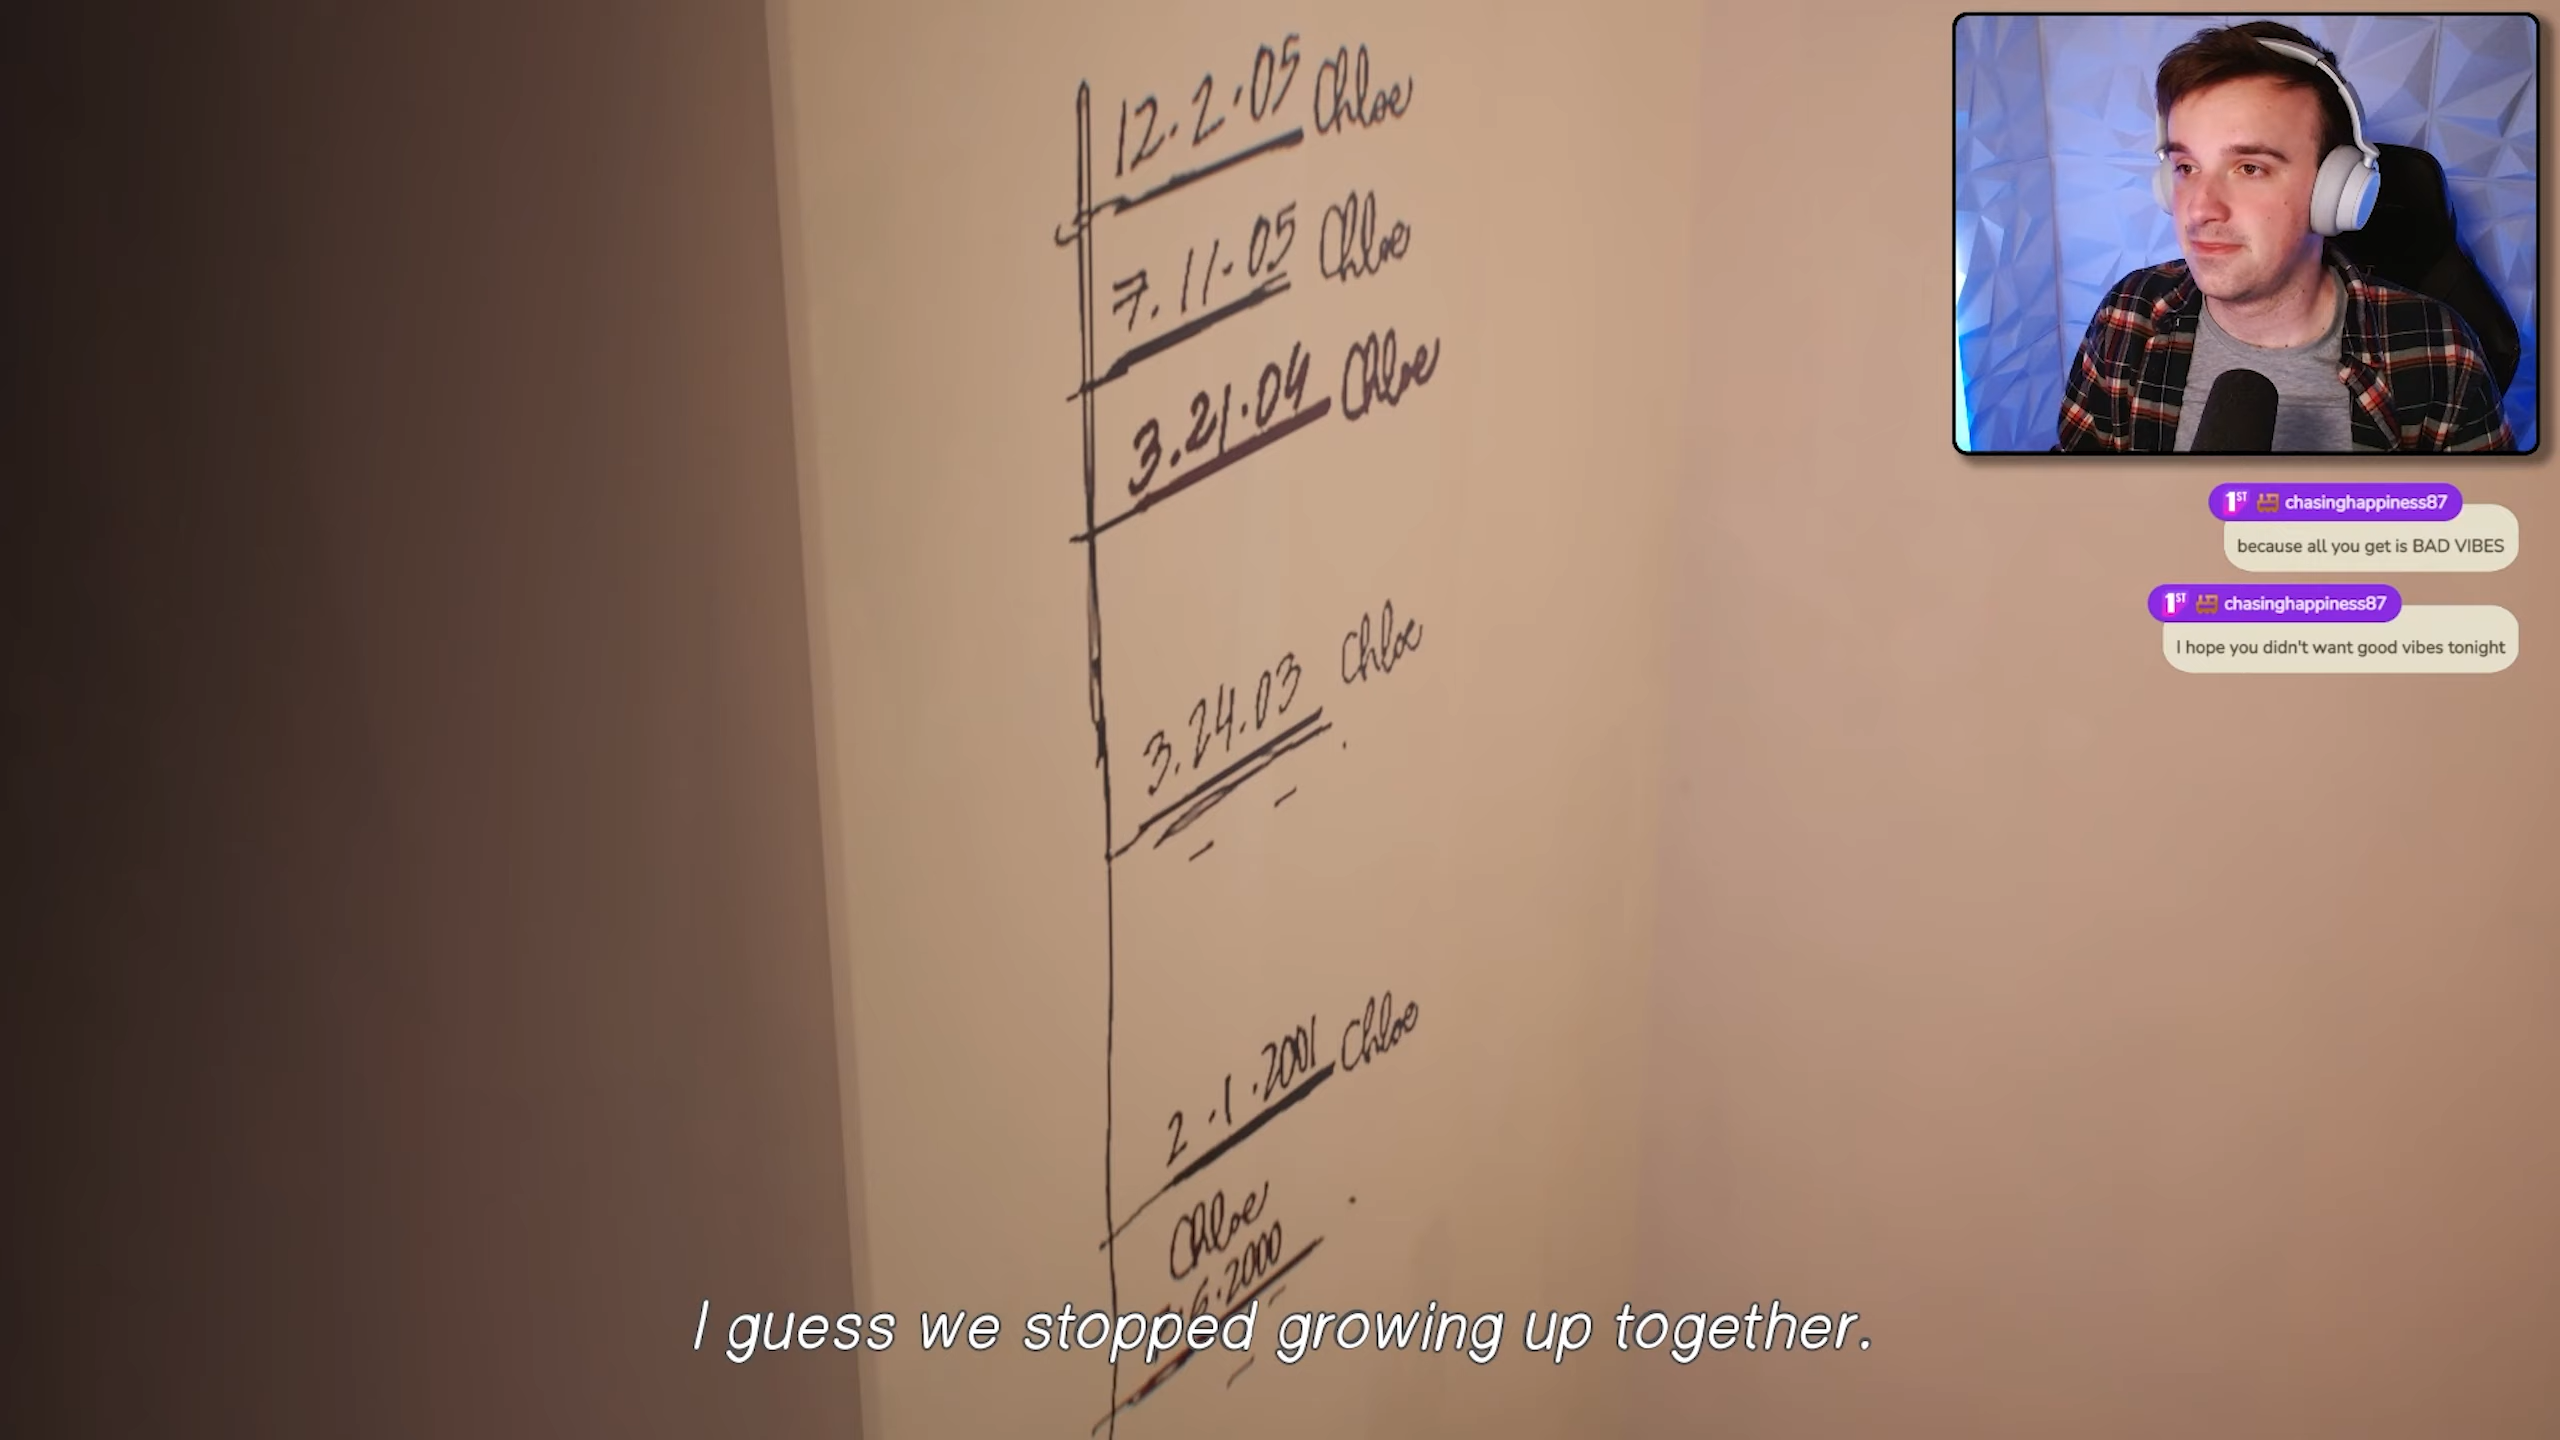 12.2.05 Chloe
7.11.05 Chloe
3.21.04 Chloe
3.24.03 Chloe
2.1.2001 Chloe
Chloe
6.2000
I guess we stopped growing up together.
1ST chasinghappiness87
because all you get is BAD VIBES
1ST chasinghappiness87
I hope you didn't want good vibes tonight